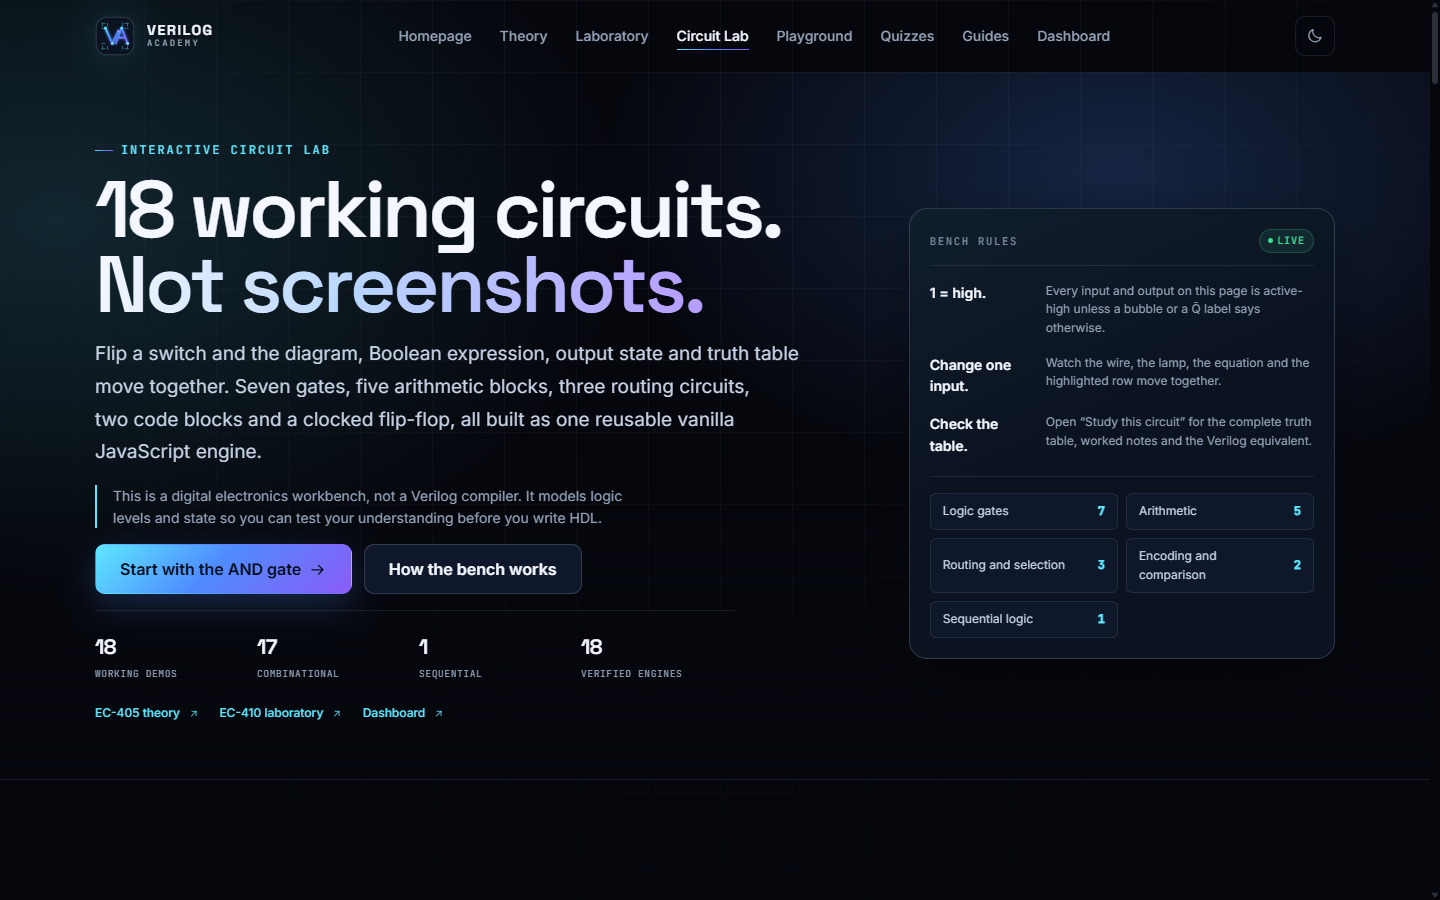 VERILOG
ACADEMY
Homepage
Theory
Laboratory
Circuit Lab
Playground
Quizzes
Guides
Dashboard
INTERACTIVE CIRCUIT LAB
18 working circuits.
Not screenshots.
Flip a switch and the diagram, Boolean expression, output state and truth table
move together. Seven gates, five arithmetic blocks, three routing circuits,
two code blocks and a clocked flip-flop, all built as one reusable vanilla
JavaScript engine.
This is a digital electronics workbench, not a Verilog compiler. It models logic
levels and state so you can test your understanding before you write HDL.
Start with the AND gate →
How the bench works
18
WORKING DEMOS
17
COMBINATIONAL
1
SEQUENTIAL
18
VERIFIED ENGINES
EC-405 theory ↗
EC-410 laboratory ↗
Dashboard ↗
BENCH RULES
LIVE
1 = high.
Every input and output on this page is active-
high unless a bubble or a Q̄ label says
otherwise.
Change one
input.
Watch the wire, the lamp, the equation and the
highlighted row move together.
Check the
table.
Open “Study this circuit” for the complete truth
table, worked notes and the Verilog equivalent.
Logic gates 7
Arithmetic 5
Routing and selection 3
Encoding and
comparison 2
Sequential logic 1